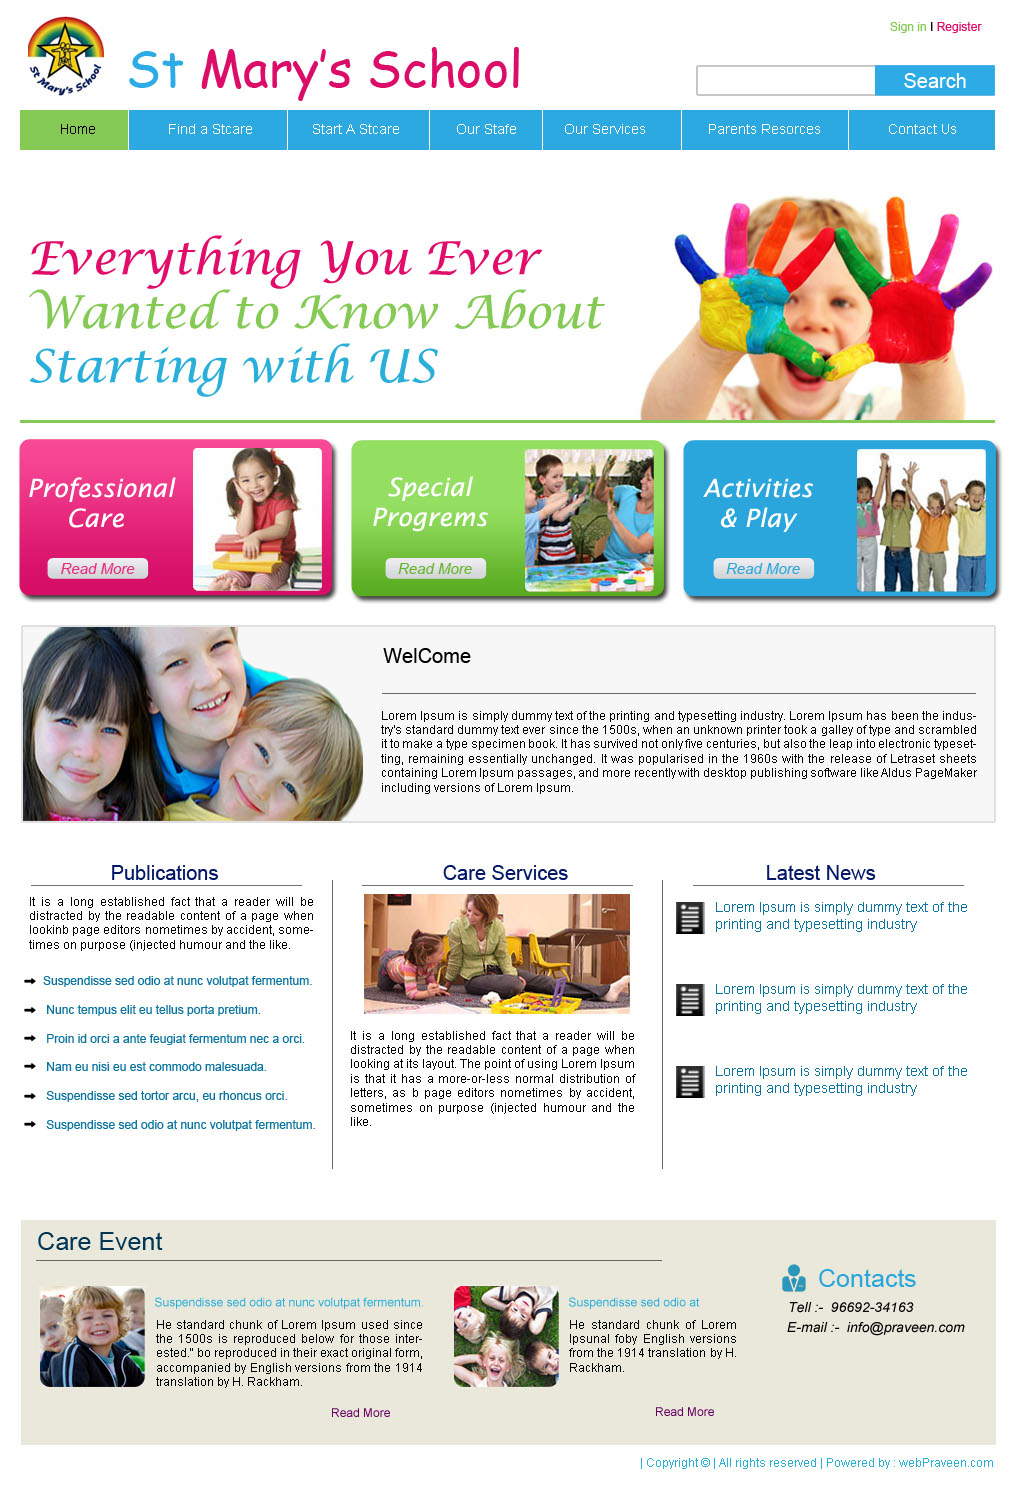 Sign in | Register
St Mary's School
St Mary's School
Search
Home Find a Stcare Start A Stcare Our Stafe Our Services Parents Resorces Contact Us
Everything You Ever
Wanted to Know About
Starting with US
Professional
Care
Read More
Special
Progrems
Read More
Activities
& Play
Read More
WelCome
Lorem Ipsum is simply dummy text of the printing and typesetting industry. Lorem Ipsum has been the indus-
try's standard dummy text ever since the 1500s, when an unknown printer took a galley of type and scrambled
it to make a type specimen book. It has survived not only five centuries, but also the leap into electronic typeset-
ting, remaining essentially unchanged. It was popularised in the 1960s with the release of Letraset sheets
containing Lorem Ipsum passages, and more recently with desktop publishing software like Aldus PageMaker
including versions of Lorem Ipsum.
Publications
It is a long established fact that a reader will be
distracted by the readable content of a page when
lookinb page editors nometimes by accident, some-
times on purpose (injected humour and the like.
Suspendisse sed odio at nunc volutpat fermentum.
Nunc tempus elit eu tellus porta pretium.
Proin id orci a ante feugiat fermentum nec a orci.
Nam eu nisi eu est commodo malesuada.
Suspendisse sed tortor arcu, eu rhoncus orci.
Suspendisse sed odio at nunc volutpat fermentum.
Care Services
It is a long established fact that a reader will be
distracted by the readable content of a page when
looking at its layout. The point of using Lorem Ipsum
is that it has a more-or-less normal distribution of
letters, as b page editors nometimes by accident,
sometimes on purpose (injected humour and the
like.
Latest News
Lorem Ipsum is simply dummy text of the
printing and typesetting industry
Lorem Ipsum is simply dummy text of the
printing and typesetting industry
Lorem Ipsum is simply dummy text of the
printing and typesetting industry
Care Event
Suspendisse sed odio at nunc volutpat fermentum.
He standard chunk of Lorem Ipsum used since
the 1500s is reproduced below for those inter-
ested." bo reproduced in their exact original form,
accompanied by English versions from the 1914
translation by H. Rackham.
Read More
Suspendisse sed odio at
He standard chunk of Lorem
Ipsunal foby English versions
from the 1914 translation by H.
Rackham.
Read More
Contacts
Tell :- 96692-34163
E-mail :- info@praveen.com
| Copyright © | All rights reserved | Powered by : webPraveen.com